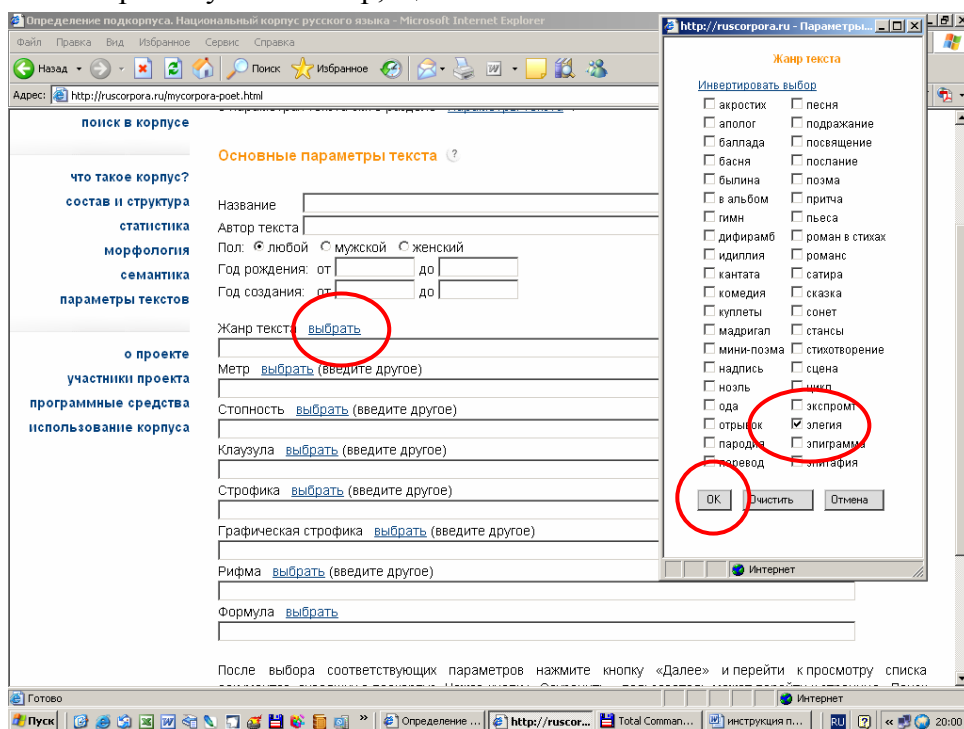 Определение подкорпуса. Национальный корпус русского языка - Microsoft Internet Explorer
Файл Правка Вид Избранное Сервис Справка
Назад Поиск Избранное
Адрес: http://ruscorpora.ru/mycorpora-poet.html
поиск в корпусе
что такое корпус?
состав и структура
статистика
морфология
семантика
параметры текстов
о проекте
участники проекта
программные средства
использование корпуса
Основные параметры текста ?
Название
Автор текста
Пол: любой мужской женский
Год рождения: от до
Год создания: от до
Жанр текста выбрать
Метр выбрать (введите другое)
Стопность выбрать (введите другое)
Клаузула выбрать (введите другое)
Строфика выбрать (введите другое)
Графическая строфика выбрать (введите другое)
Рифма выбрать (введите другое)
Формула выбрать
После выбора соответствующих параметров нажмите кнопку «Далее» и перейти к просмотру списка
http://ruscorpora.ru - Параметры...
Жанр текста
Инвертировать выбор
акростих песня
аполог подражание
баллада посвящение
басня послание
былина поэма
в альбом притча
гимн пьеса
дифирамб роман в стихах
идиллия романс
кантата сатира
комедия сказка
куплеты сонет
мадригал стансы
мини-поэма стихотворение
надпись сцена
ноэль цикл
ода экспромт
отрывок элегия
пародия эпиграмма
перевод эпитафия
OK Очистить Отмена
Интернет
Готово Интернет
Пуск » Определение ... http://ruscor... Total Comman... инструкция п... RU « 20:00